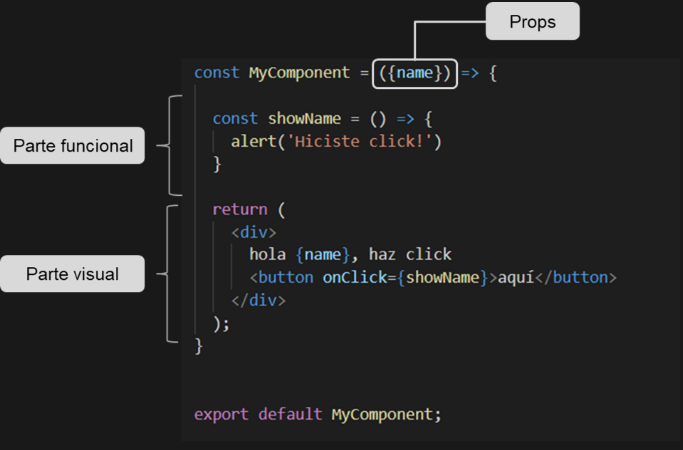 Props
const MyComponent = ({name}) => {
Parte funcional
const showName = () => {
alert('Hiciste click!')
}
Parte visual
return (
<div>
hola {name}, haz click
<button onClick={showName}>aquí</button>
</div>
);
}
export default MyComponent;